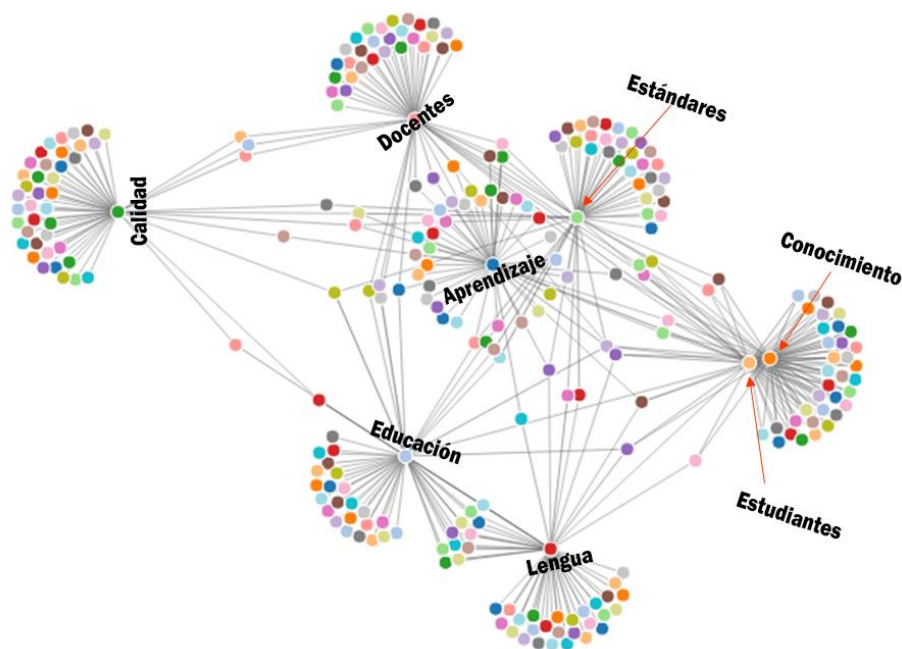 Docentes
Estándares
Calidad
Conocimiento
Aprendizaje
Educación
Estudiantes
Lengua